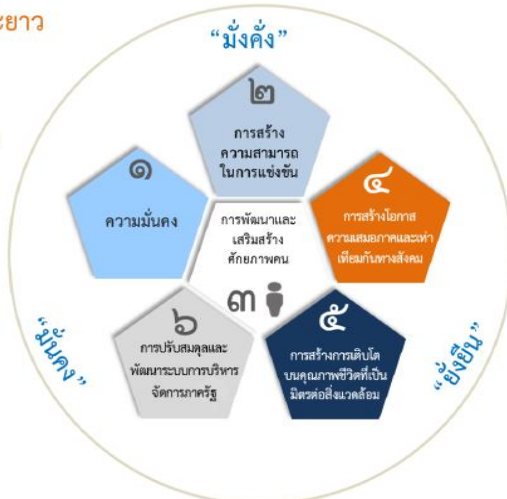 ะยาว
“มั่งคั่ง”
๒
การสร้าง
ความสามารถ
ในการแข่งขัน
๑
ความมั่นคง
๔
การสร้างโอกาส
ความเสมอภาคและเท่า
เทียมกันทางสังคม
การพัฒนาและ
เสริมสร้าง
ศักยภาพคน
๓
๖
การปรับสมดุลและ
พัฒนาระบบการบริหาร
จัดการภาครัฐ
๕
การสร้างการเติบโต
บนคุณภาพชีวิตที่เป็น
มิตรต่อสิ่งแวดล้อม
“มั่นคง”
“ยั่งยืน”